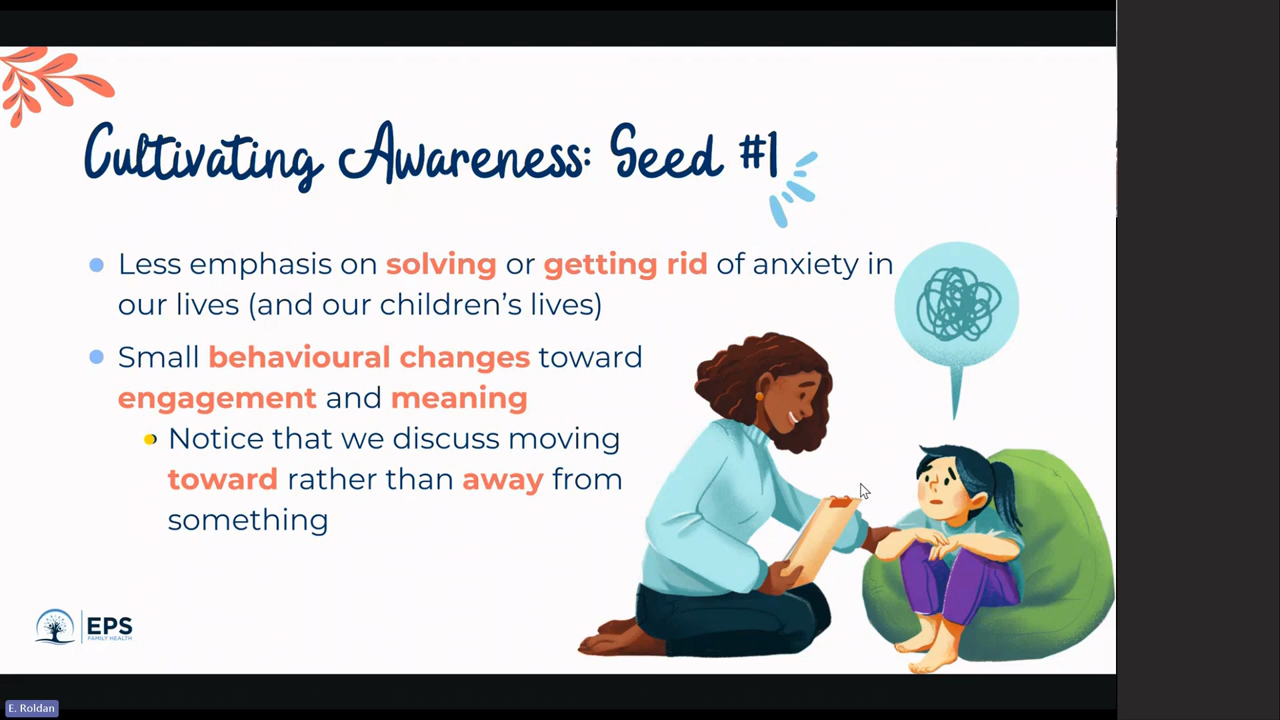 Cultivating Awareness: Seed #1
Less emphasis on solving or getting rid of anxiety in
our lives (and our children's lives)
Small behavioural changes toward
engagement and meaning
Notice that we discuss moving
toward rather than away from
something
EPS
FAMILY HEALTH
E. Roldan